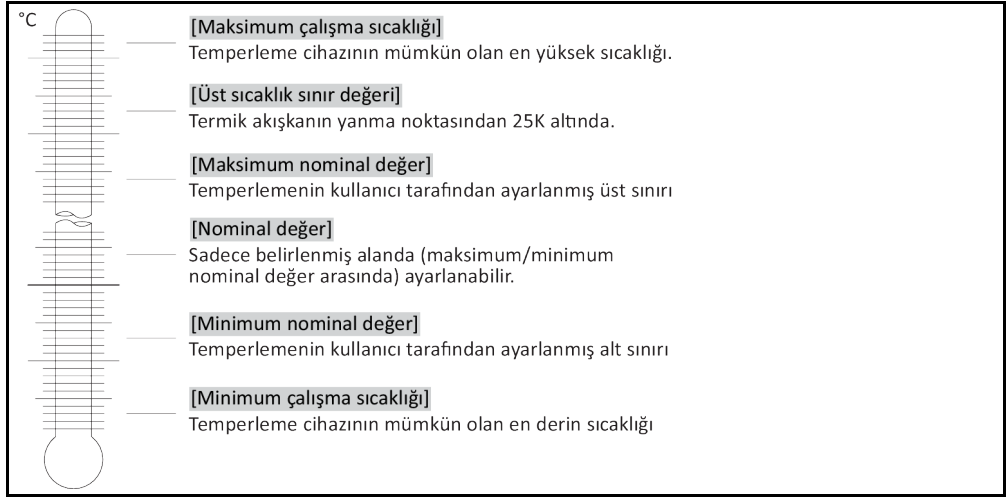 °C
[Maksimum çalışma sıcaklığı]
Temperleme cihazının mümkün olan en yüksek sıcaklığı.
[Üst sıcaklık sınır değeri]
Termik akışkanın yanma noktasından 25K altında.
[Maksimum nominal değer]
Temperlemenin kullanıcı tarafından ayarlanmış üst sınırı
[Nominal değer]
Sadece belirlenmiş alanda (maksimum/minimum
nominal değer arasında) ayarlanabilir.
[Minimum nominal değer]
Temperlemenin kullanıcı tarafından ayarlanmış alt sınırı
[Minimum çalışma sıcaklığı]
Temperleme cihazının mümkün olan en derin sıcaklığı